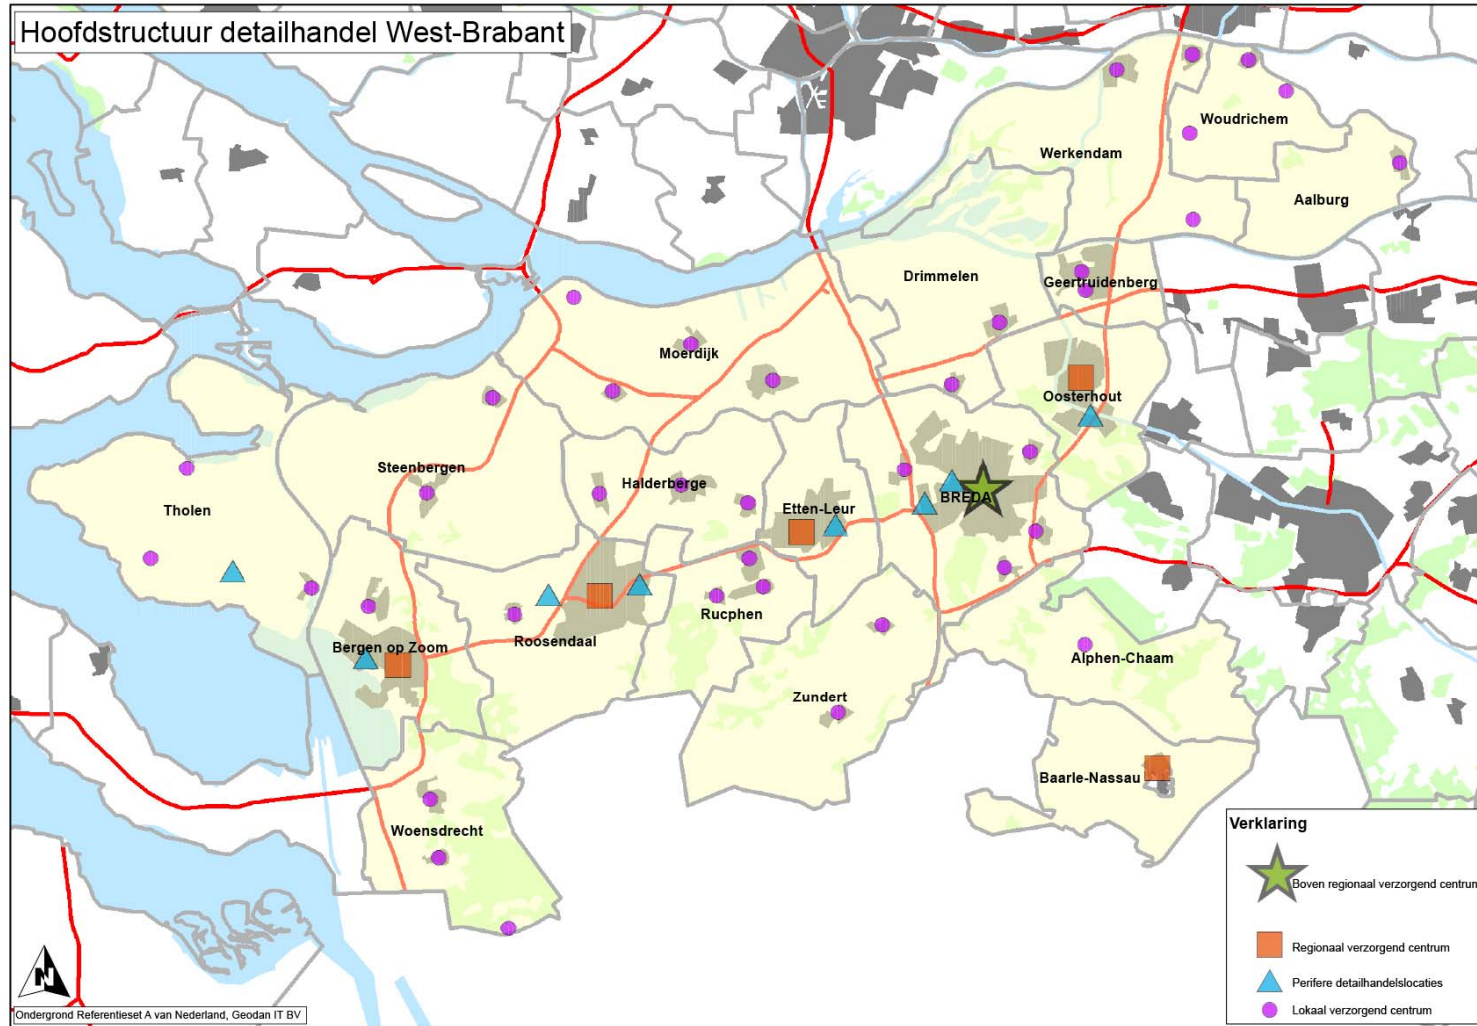 Hoofdstructuur detailhandel West-Brabant
Woudrichem
Werkendam
Aalburg
Drimmelen
Geertruidenberg
Moerdijk
Oosterhout
Steenbergen
Halderberge
Tholen
Etten-Leur
BREDA
Rucphen
Roosendaal
Bergen op Zoom
Alphen-Chaam
Zundert
Baarle-Nassau
Woensdrecht
Verklaring
Boven regionaal verzorgend centrum
Regionaal verzorgend centrum
Perifere detailhandelslocaties
Lokaal verzorgend centrum
N
Ondergrond Referentieset A van Nederland, Geodan IT BV